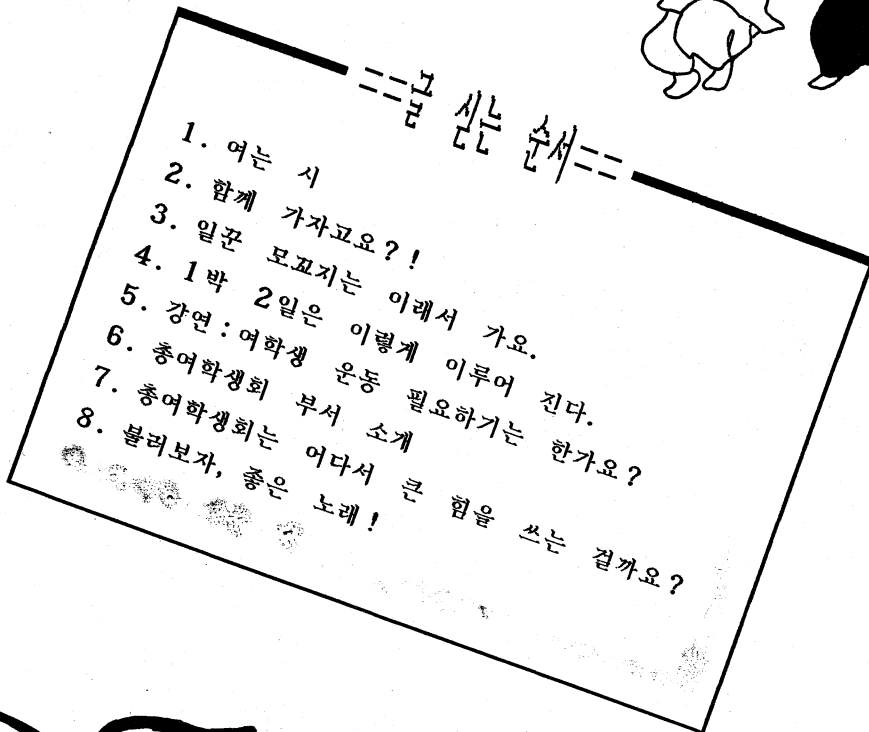 ==글 싣는 순서==
1. 여는 시
2. 함께 가자고요?!
3. 일꾼 모꼬지는 이래서 가요.
4. 1박 2일은 이렇게 이루어 진다.
5. 강연:여학생 운동 필요하기는 한가요?
6. 총여학생회 부서 소개
7. 총여학생회는 어다서 큰 힘을 쓰는 걸까요?
8. 불러보자, 좋은 노래!